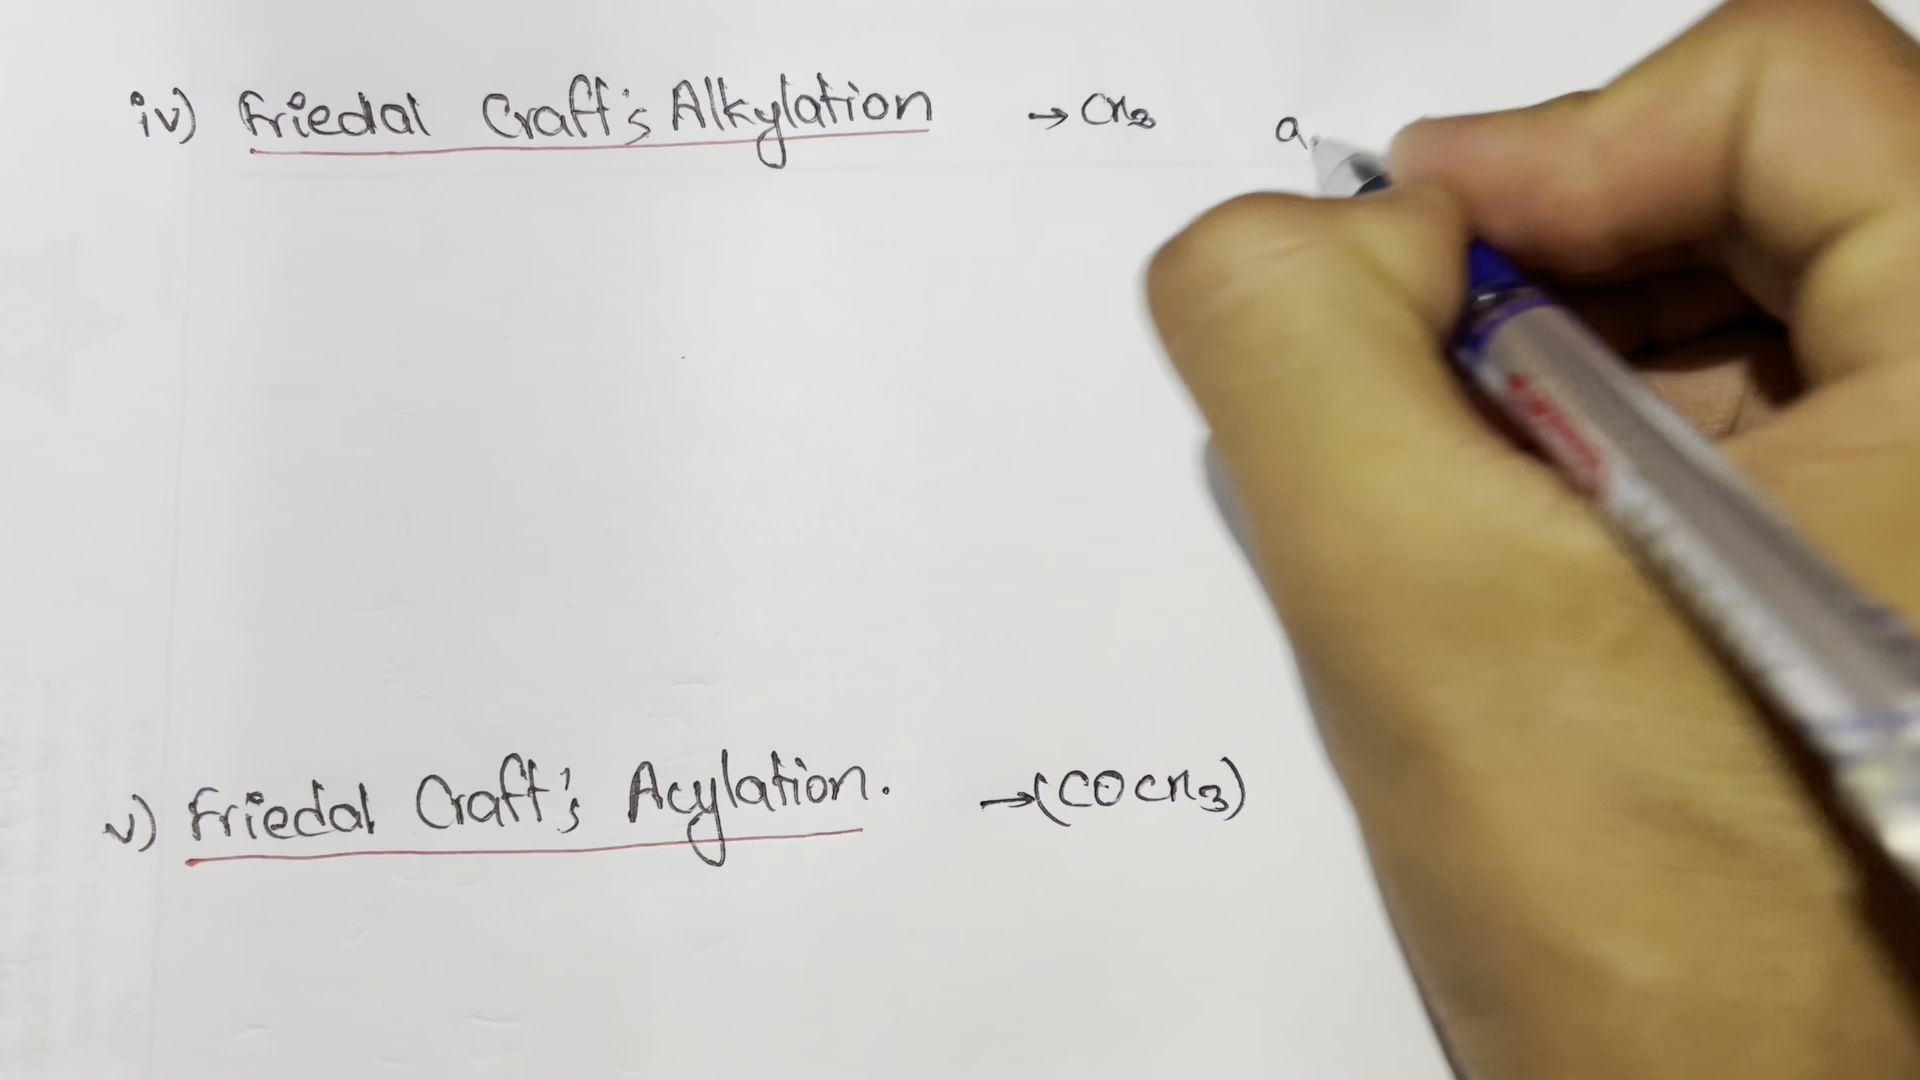 iv) Friedal Craft's Alkylation → CH3 a.
v) Friedal Craft's Acylation. → (COCH3)